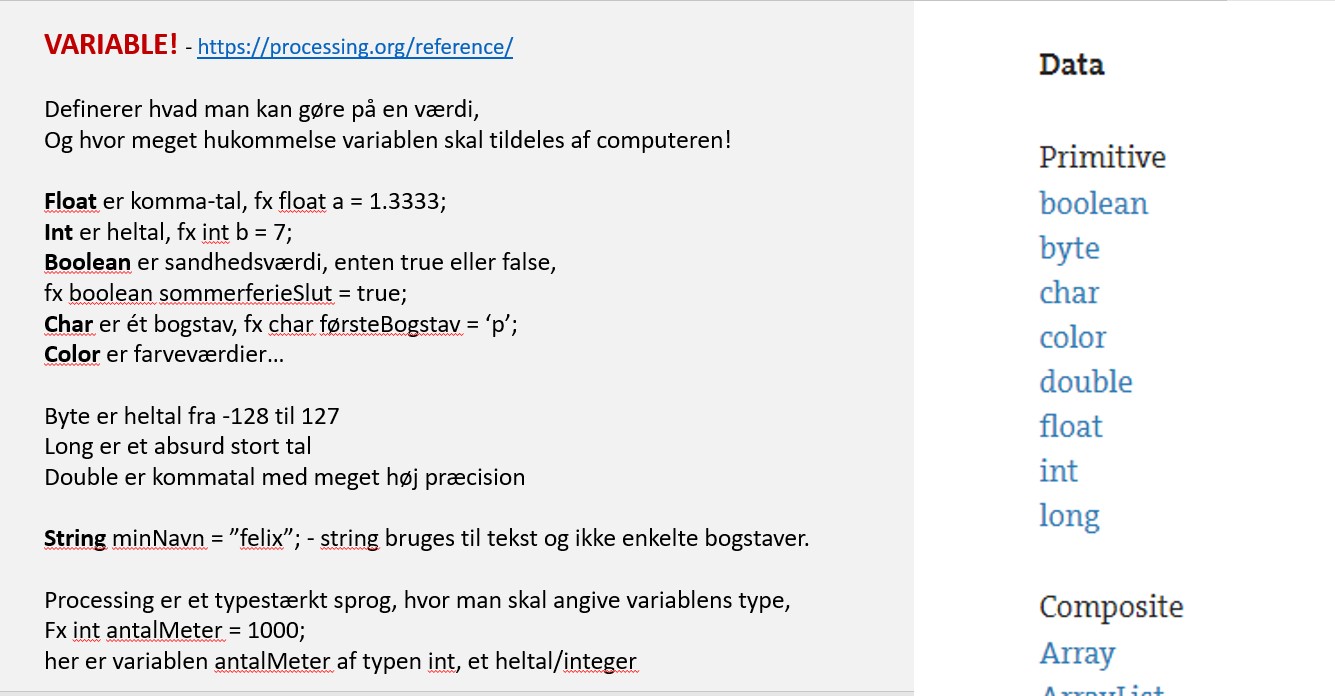 VARIABLE! - https://processing.org/reference/
Definerer hvad man kan gøre på en værdi,
Og hvor meget hukommelse variablen skal tildeles af computeren!
Float er komma-tal, fx float a = 1.3333;
Int er heltal, fx int b = 7;
Boolean er sandhedsværdi, enten true eller false,
fx boolean sommerferieSlut = true;
Char er ét bogstav, fx char førsteBogstav = ‘p’;
Color er farveværdier…
Byte er heltal fra -128 til 127
Long er et absurd stort tal
Double er kommatal med meget høj præcision
String minNavn = ”felix”; - string bruges til tekst og ikke enkelte bogstaver.
Processing er et typestærkt sprog, hvor man skal angive variablens type,
Fx int antalMeter = 1000;
her er variablen antalMeter af typen int, et heltal/integer
Data
Primitive
boolean
byte
char
color
double
float
int
long
Composite
Array
ArrayList